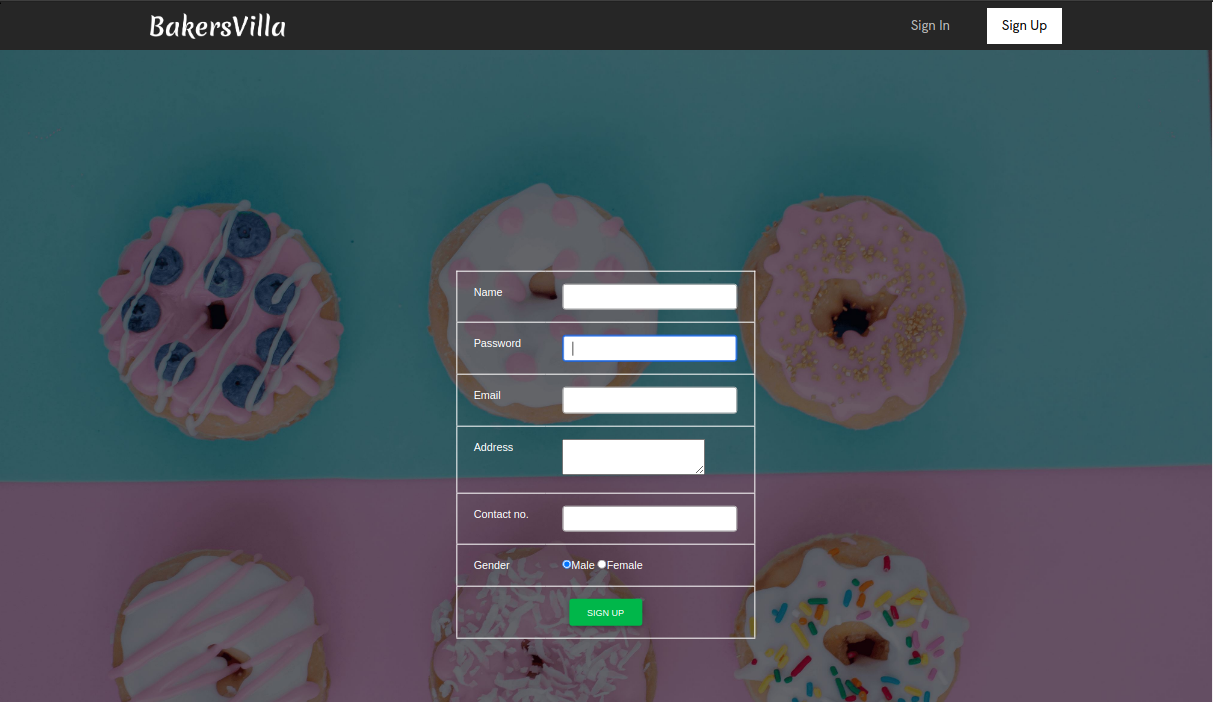 BakersVilla
Sign In
Sign Up
Name
Password
Email
Address
Contact no.
Gender
Male Female
SIGN UP